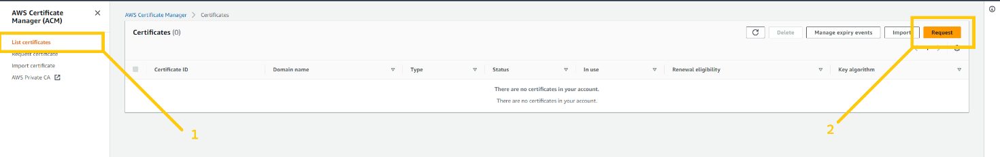 AWS Certificate
Manager (ACM)
List certificates
Request certificate
Import certificate
AWS Private CA
AWS Certificate Manager > Certificates
Certificates (0)
Delete Manage expiry events Import Request
Certificate ID Domain name Type Status In use Renewal eligibility Key algorithm
There are no certificates in your account.
There are no certificates in your account.
1
2